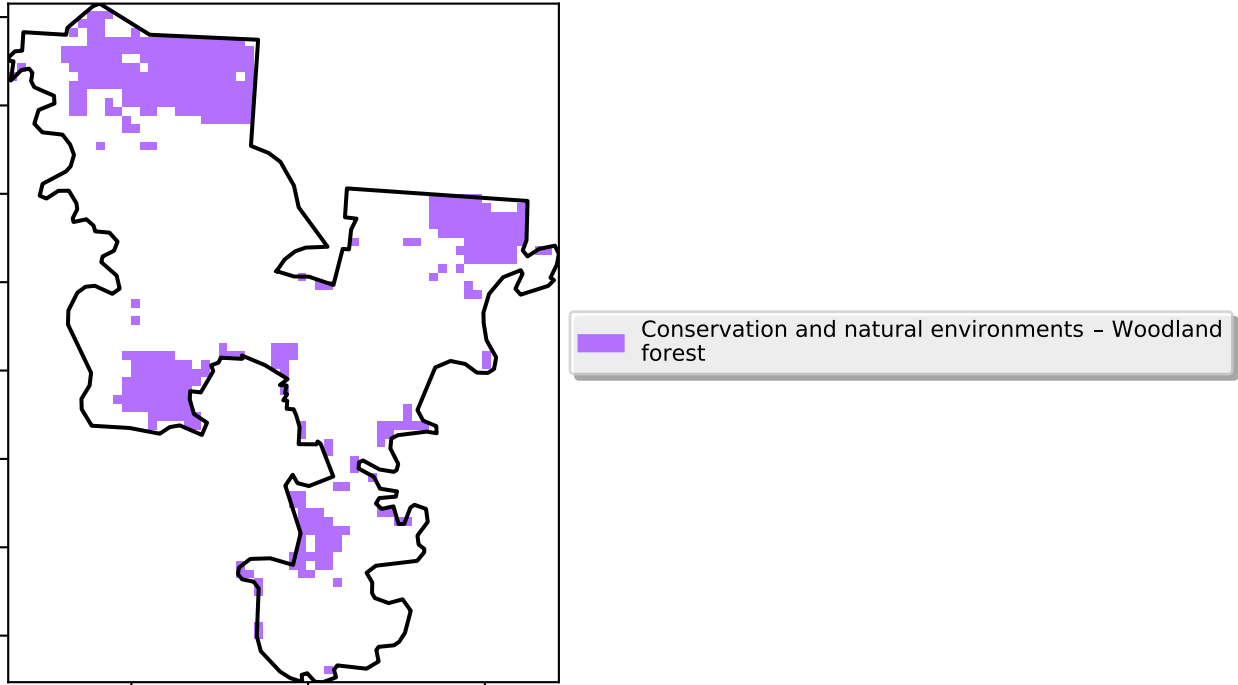 Conservation and natural environments – Woodland
forest